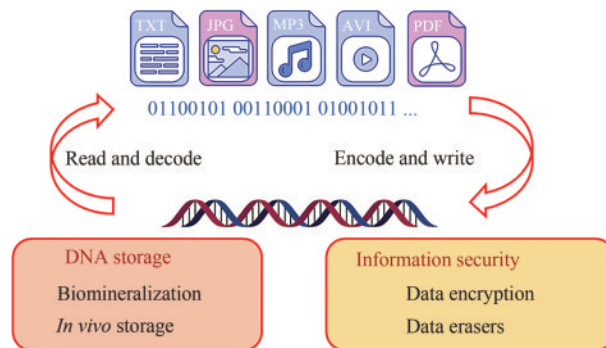 TXT JPG MP3 AVI PDF
01100101 00110001 01001011 ...
Read and decode
Encode and write
DNA storage
Biomineralization
In vivo storage
Information security
Data encryption
Data erasers